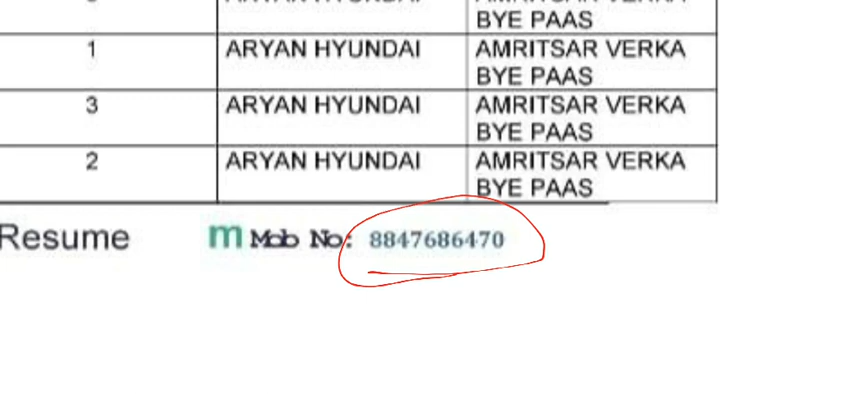 BYE PAAS
1 ARYAN HYUNDAI AMRITSAR VERKA
BYE PAAS
3 ARYAN HYUNDAI AMRITSAR VERKA
BYE PAAS
2 ARYAN HYUNDAI AMRITSAR VERKA
BYE PAAS
Resume m Mob No: 8847686470